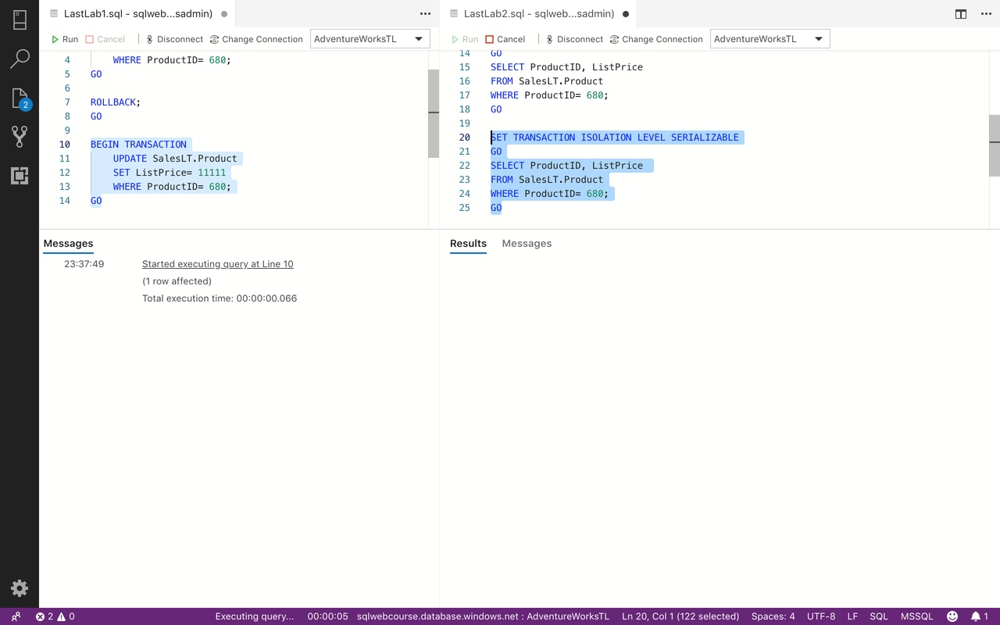 LastLab1.sql - sqlweb...sadmin)
Run Cancel Disconnect Change Connection AdventureWorksTL
4 WHERE ProductID= 680;
5 GO
6
7 ROLLBACK;
8 GO
9
10 BEGIN TRANSACTION
11 UPDATE SalesLT.Product
12 SET ListPrice= 11111
13 WHERE ProductID= 680;
14 GO
Messages
23:37:49 Started executing query at Line 10
(1 row affected)
Total execution time: 00:00:00.066
LastLab2.sql - sqlweb...sadmin)
Run Cancel Disconnect Change Connection AdventureWorksTL
14 GO
15 SELECT ProductID, ListPrice
16 FROM SalesLT.Product
17 WHERE ProductID= 680;
18 GO
19
20 SET TRANSACTION ISOLATION LEVEL SERIALIZABLE
21 GO
22 SELECT ProductID, ListPrice
23 FROM SalesLT.Product
24 WHERE ProductID= 680;
25 GO
Results Messages
2
2 0 Executing query... 00:00:05 sqlwebcourse.database.windows.net : AdventureWorksTL Ln 20, Col 1 (122 selected) Spaces: 4 UTF-8 LF SQL MSSQL 1